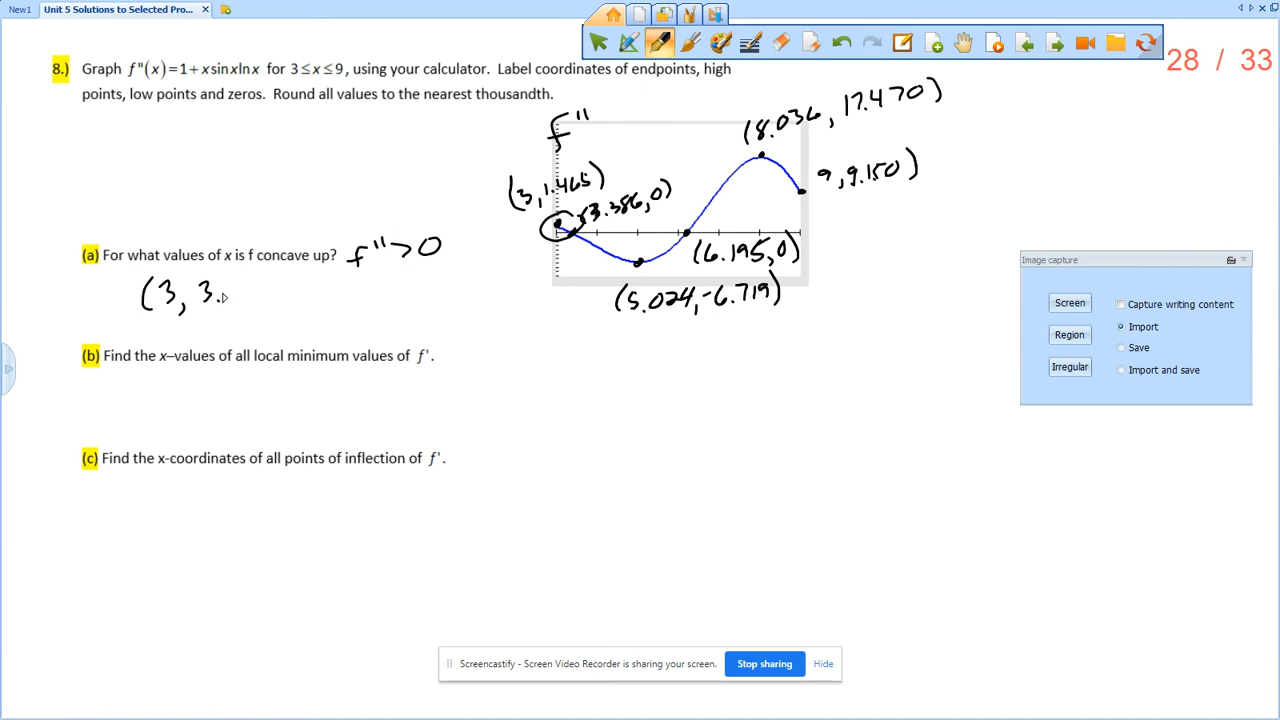 New1
Unit 5 Solutions to Selected Pro...
28 / 33
8.) Graph f"(x)=1+xsinxlnx for 3≤x≤9, using your calculator. Label coordinates of endpoints, high
points, low points and zeros. Round all values to the nearest thousandth.
f"
(8.036, 17.470)
(3, 1.465)
(3.386, 0)
9, 9.150)
(6.195, 0)
(5.024, -6.719)
(a) For what values of x is f concave up? f" > 0
(3, 3.
(b) Find the x–values of all local minimum values of f'.
(c) Find the x-coordinates of all points of inflection of f'.
Image capture
Screen
Capture writing content
Import
Region
Save
Irregular
Import and save
Screencastify - Screen Video Recorder is sharing your screen.
Stop sharing
Hide